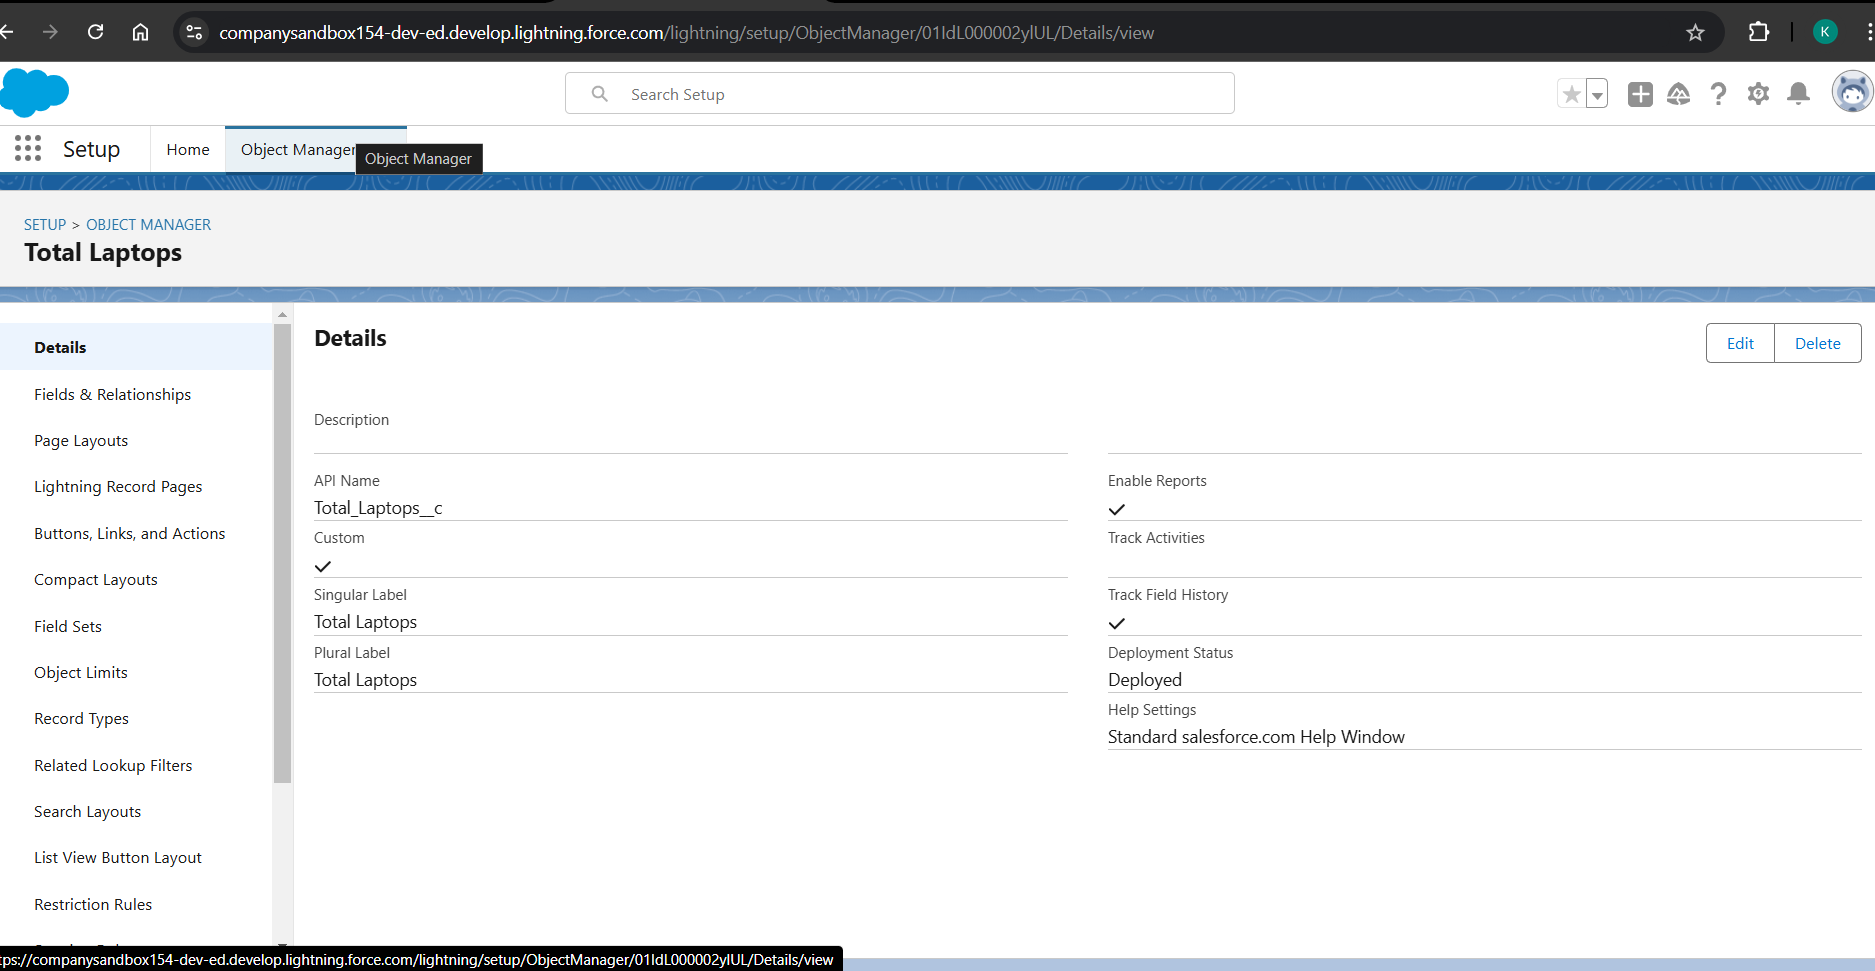 companysandbox154-dev-ed.develop.lightning.force.com/lightning/setup/ObjectManager/01IdL000002ylUL/Details/view
K
Search Setup
Setup
Home
Object Manager
Object Manager
SETUP > OBJECT MANAGER
Total Laptops
Details
Fields & Relationships
Page Layouts
Lightning Record Pages
Buttons, Links, and Actions
Compact Layouts
Field Sets
Object Limits
Record Types
Related Lookup Filters
Search Layouts
List View Button Layout
Restriction Rules
Details
Edit
Delete
Description
API Name
Total_Laptops__c
Custom
Singular Label
Total Laptops
Plural Label
Total Laptops
Enable Reports
Track Activities
Track Field History
Deployment Status
Deployed
Help Settings
Standard salesforce.com Help Window
tps://companysandbox154-dev-ed.develop.lightning.force.com/lightning/setup/ObjectManager/01IdL000002ylUL/Details/view